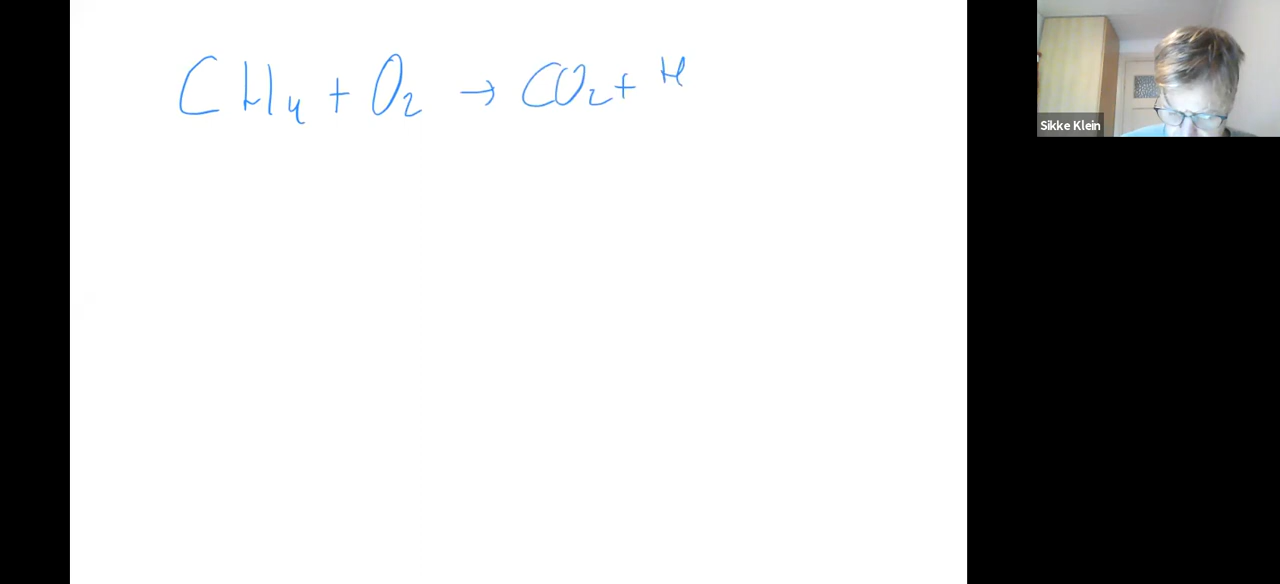 CH₄ + O₂ → CO₂ + H
Sikke Klein